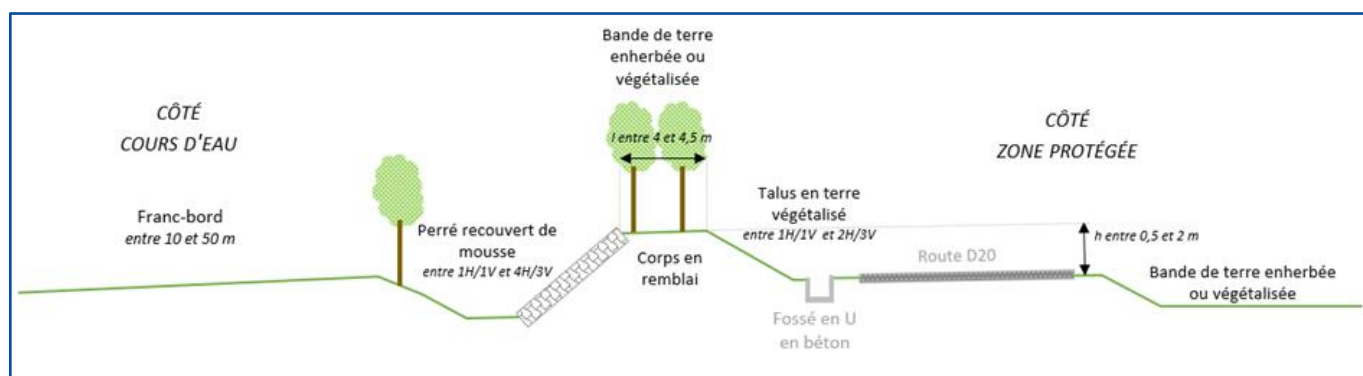 Bande de terre
enherbée ou
végétalisée
CÔTÉ
COURS D'EAU
l entre 4 et 4,5 m
CÔTÉ
ZONE PROTÉGÉE
Franc-bord
entre 10 et 50 m
Perré recouvert de
mousse
entre 1H/1V et 4H/3V
Corps en
remblai
Talus en terre
végétalisé
entre 1H/1V et 2H/3V
h entre 0,5 et 2 m
Route D20
Fossé en U
en béton
Bande de terre enherbée
ou végétalisée